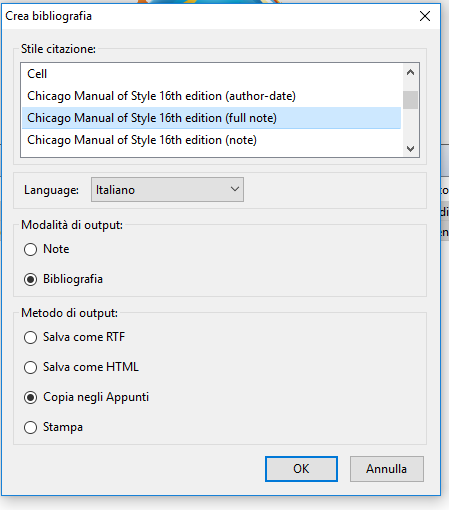 Crea bibliografia
Stile citazione:
Cell
Chicago Manual of Style 16th edition (author-date)
Chicago Manual of Style 16th edition (full note)
Chicago Manual of Style 16th edition (note)
Language: Italiano
Modalità di output:
Note
Bibliografia
Metodo di output:
Salva come RTF
Salva come HTML
Copia negli Appunti
Stampa
OK Annulla